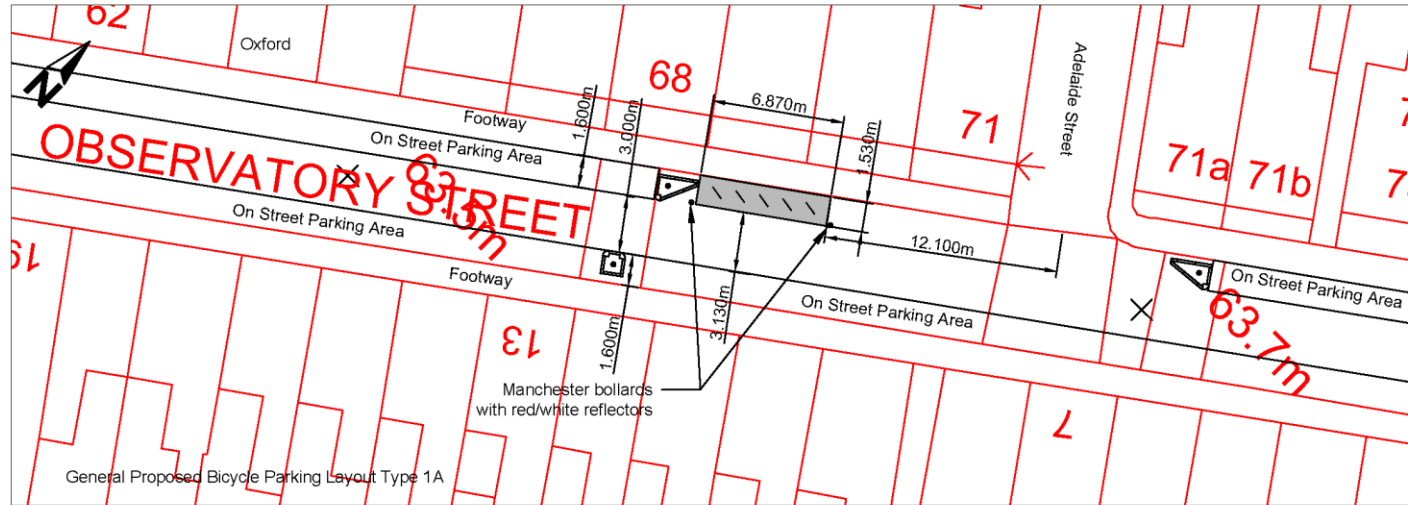 62
Oxford
N
68
6.870m
71
Adelaide Street
71a
71b
Footway
On Street Parking Area
1.600m
3.000m
1.530m
OBSERVATORY STREET
63.5m
On Street Parking Area
12.100m
On Street Parking Area
Footway
On Street Parking Area
3.130m
1.600m
63.7m
19
13
7
Manchester bollards
with red/white reflectors
General Proposed Bicycle Parking Layout Type 1A